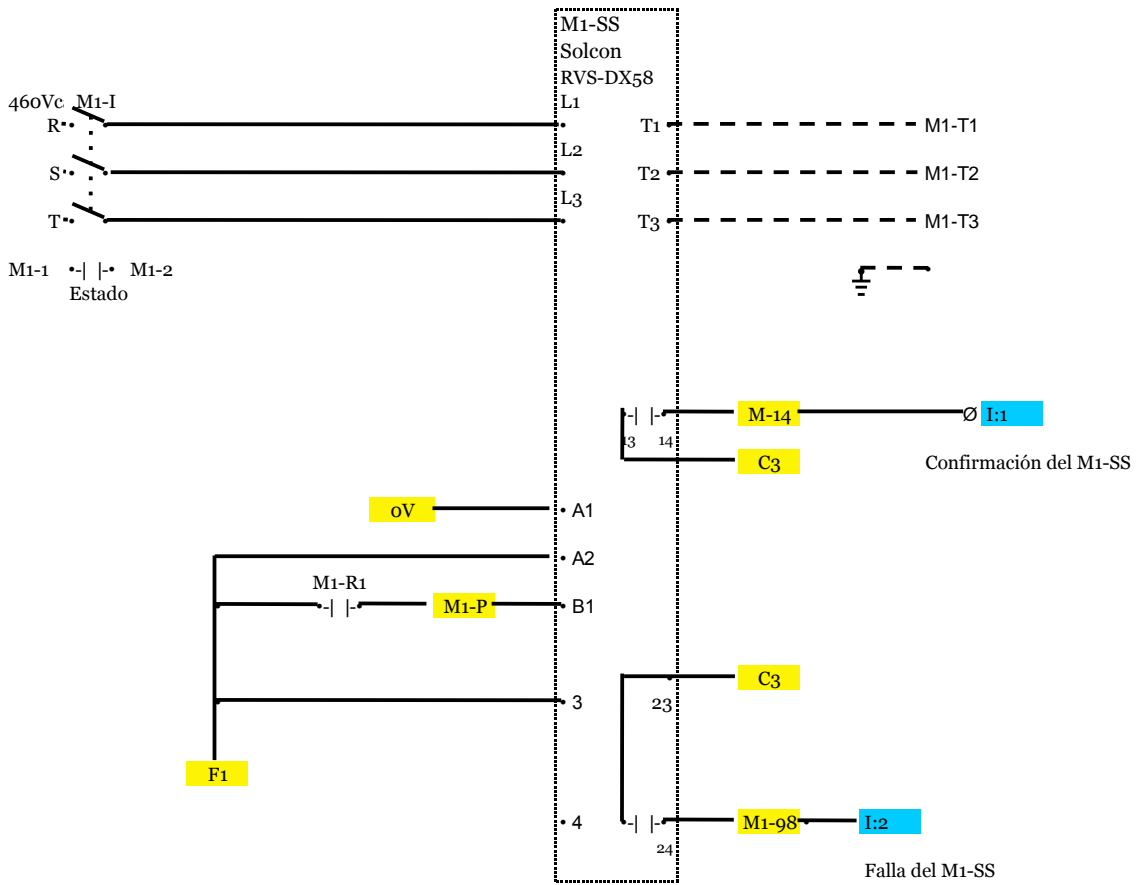 M1-SS
Solcon
RVS-DX58
460Vc M1-I
L1
R
T1
M1-T1
L2
S
T2
M1-T2
L3
T
T3
M1-T3
M1-1
M1-2
Estado
M-14
Ø I:1
13 14
C3
Confirmación del M1-SS
0V
A1
A2
M1-R1
M1-P
B1
C3
3
23
F1
4
M1-98
I:2
24
Falla del M1-SS